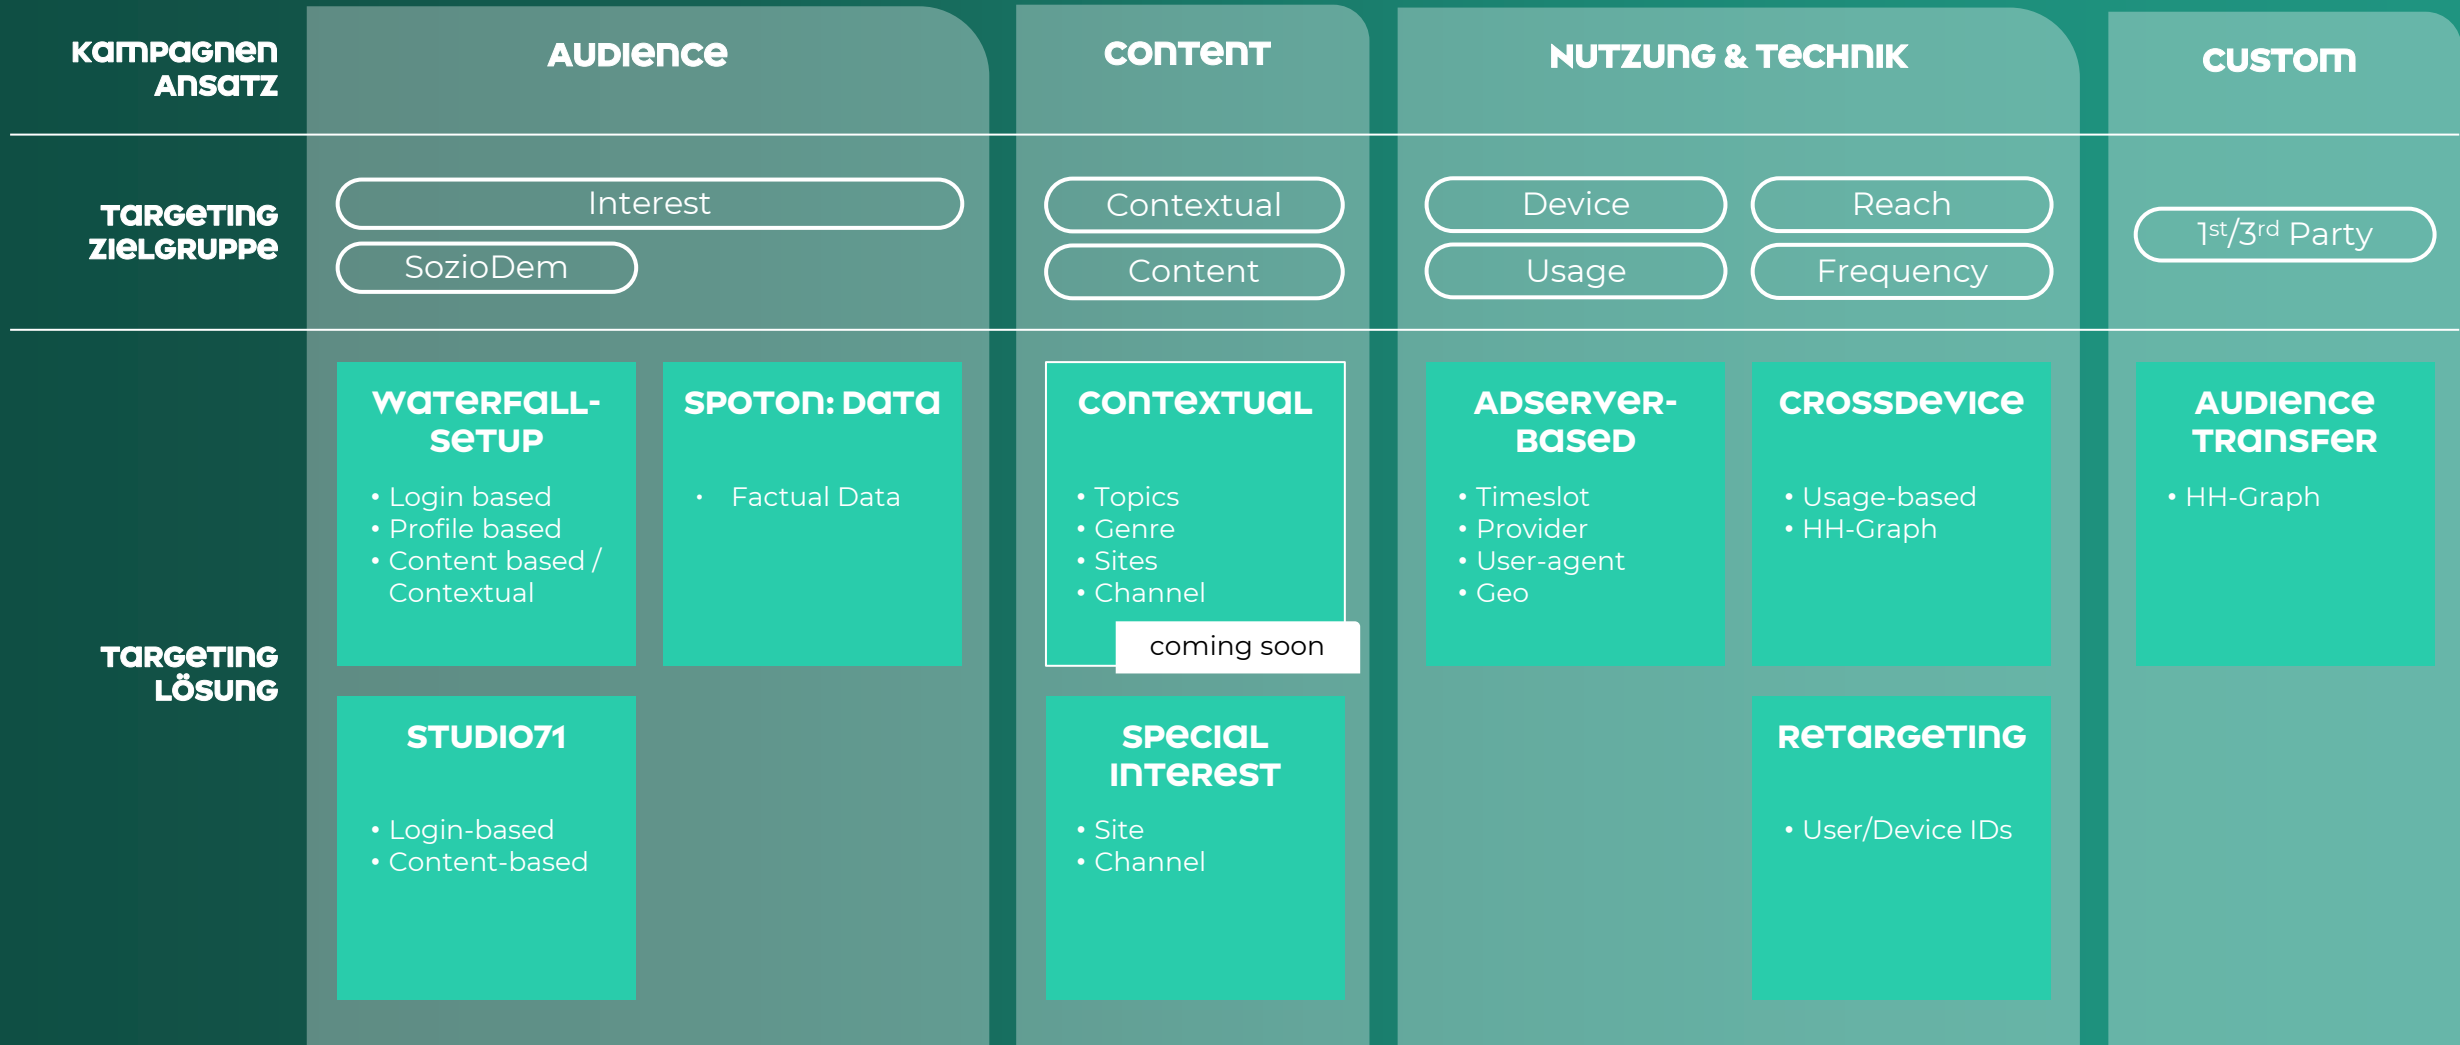 KAMPAGNEN
ANSATZ
AUDIENCE
CONTENT
NUTZUNG & TECHNIK
CUSTOM
TARGETING
ZIELGRUPPE
Interest
SozioDem
Contextual
Content
Device
Reach
Usage
Frequency
1st/3rd Party
TARGETING
LÖSUNG
WATERFALL-
SETUP
• Login based
• Profile based
• Content based /
Contextual
SPOTON: DATA
• Factual Data
STUDIO71
• Login-based
• Content-based
CONTEXTUAL
• Topics
• Genre
• Sites
• Channel
coming soon
SPECIAL
INTEREST
• Site
• Channel
ADSERVER-
BASED
• Timeslot
• Provider
• User-agent
• Geo
CROSSDEVICE
• Usage-based
• HH-Graph
RETARGETING
• User/Device IDs
AUDIENCE
TRANSFER
• HH-Graph